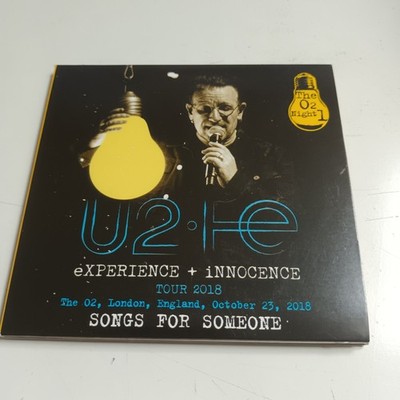 The
O2
Night 1
U2•ie
eXPERIENCE + iNNOCENCE
TOUR 2018
The O2, London, England, October 23, 2018
SONGS FOR SOMEONE